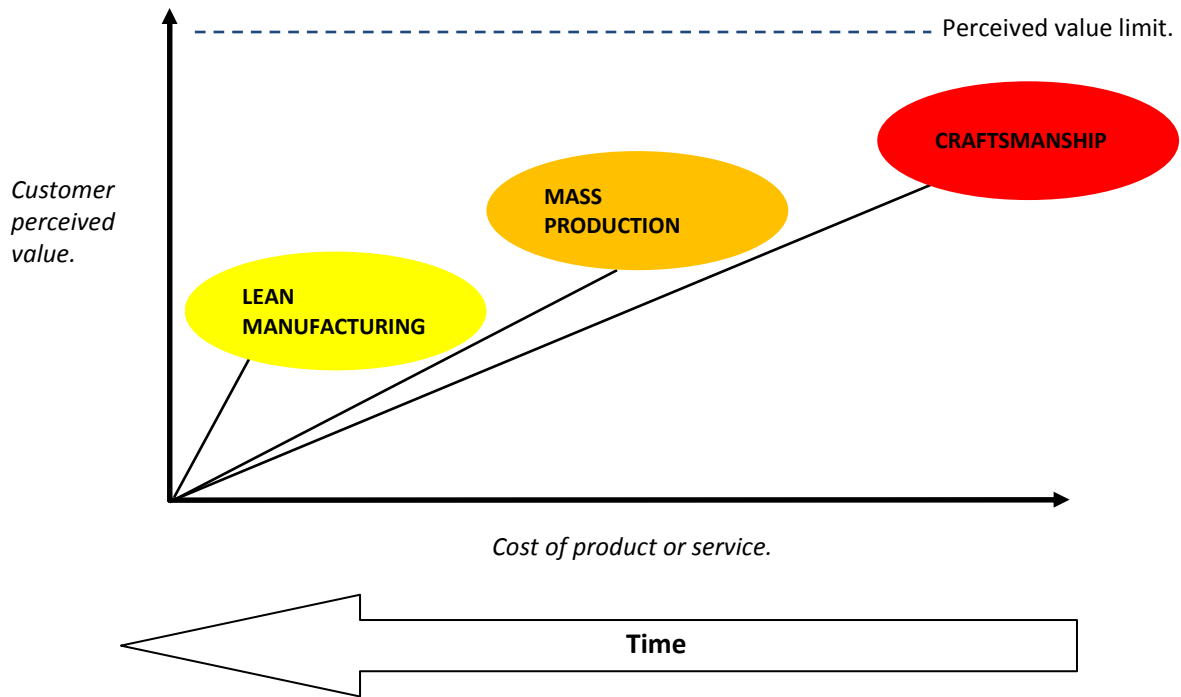 Perceived value limit.
CRAFTSMANSHIP
MASS
PRODUCTION
Customer
perceived
value.
LEAN
MANUFACTURING
Cost of product or service.
Time